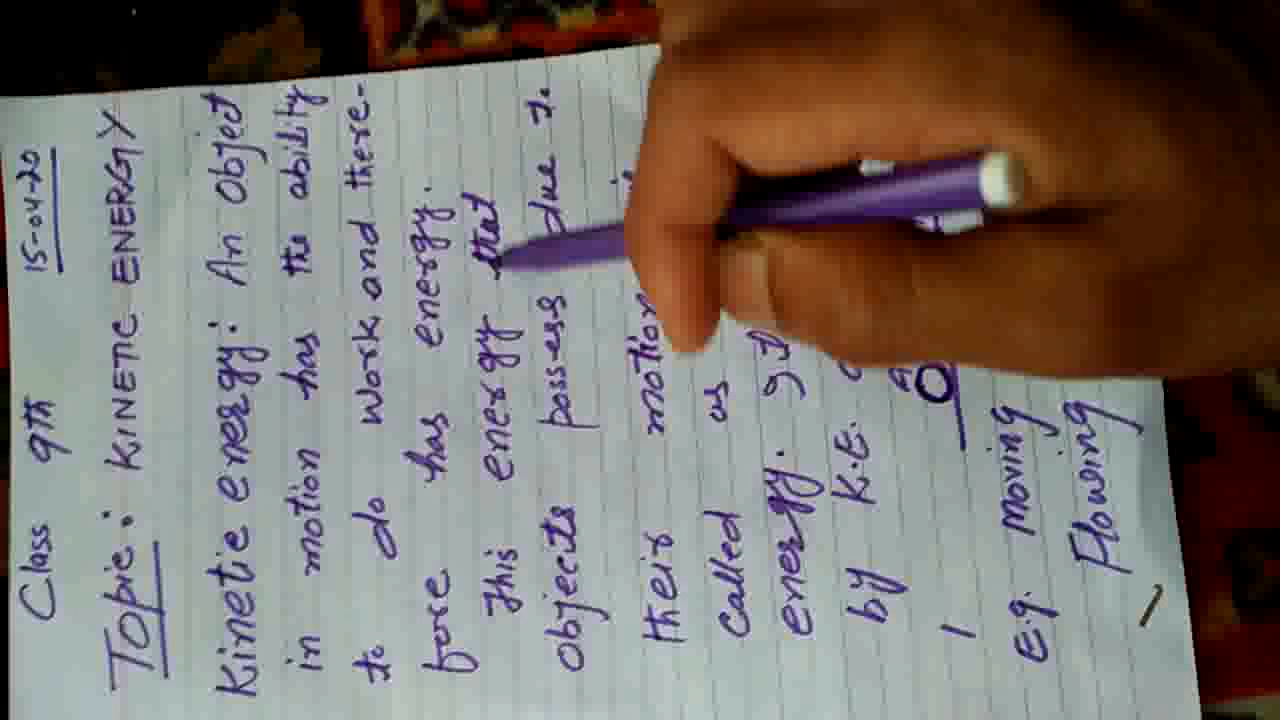 Class 9th 15-04-20
Topic: KINETIC ENERGY
Kinetic energy: An object
in motion has the ability
to do work and there-
fore has energy.
This energy that
objects possess due to
their motion
called as
energy.
by K.E.
E.g. Moving
Flowing